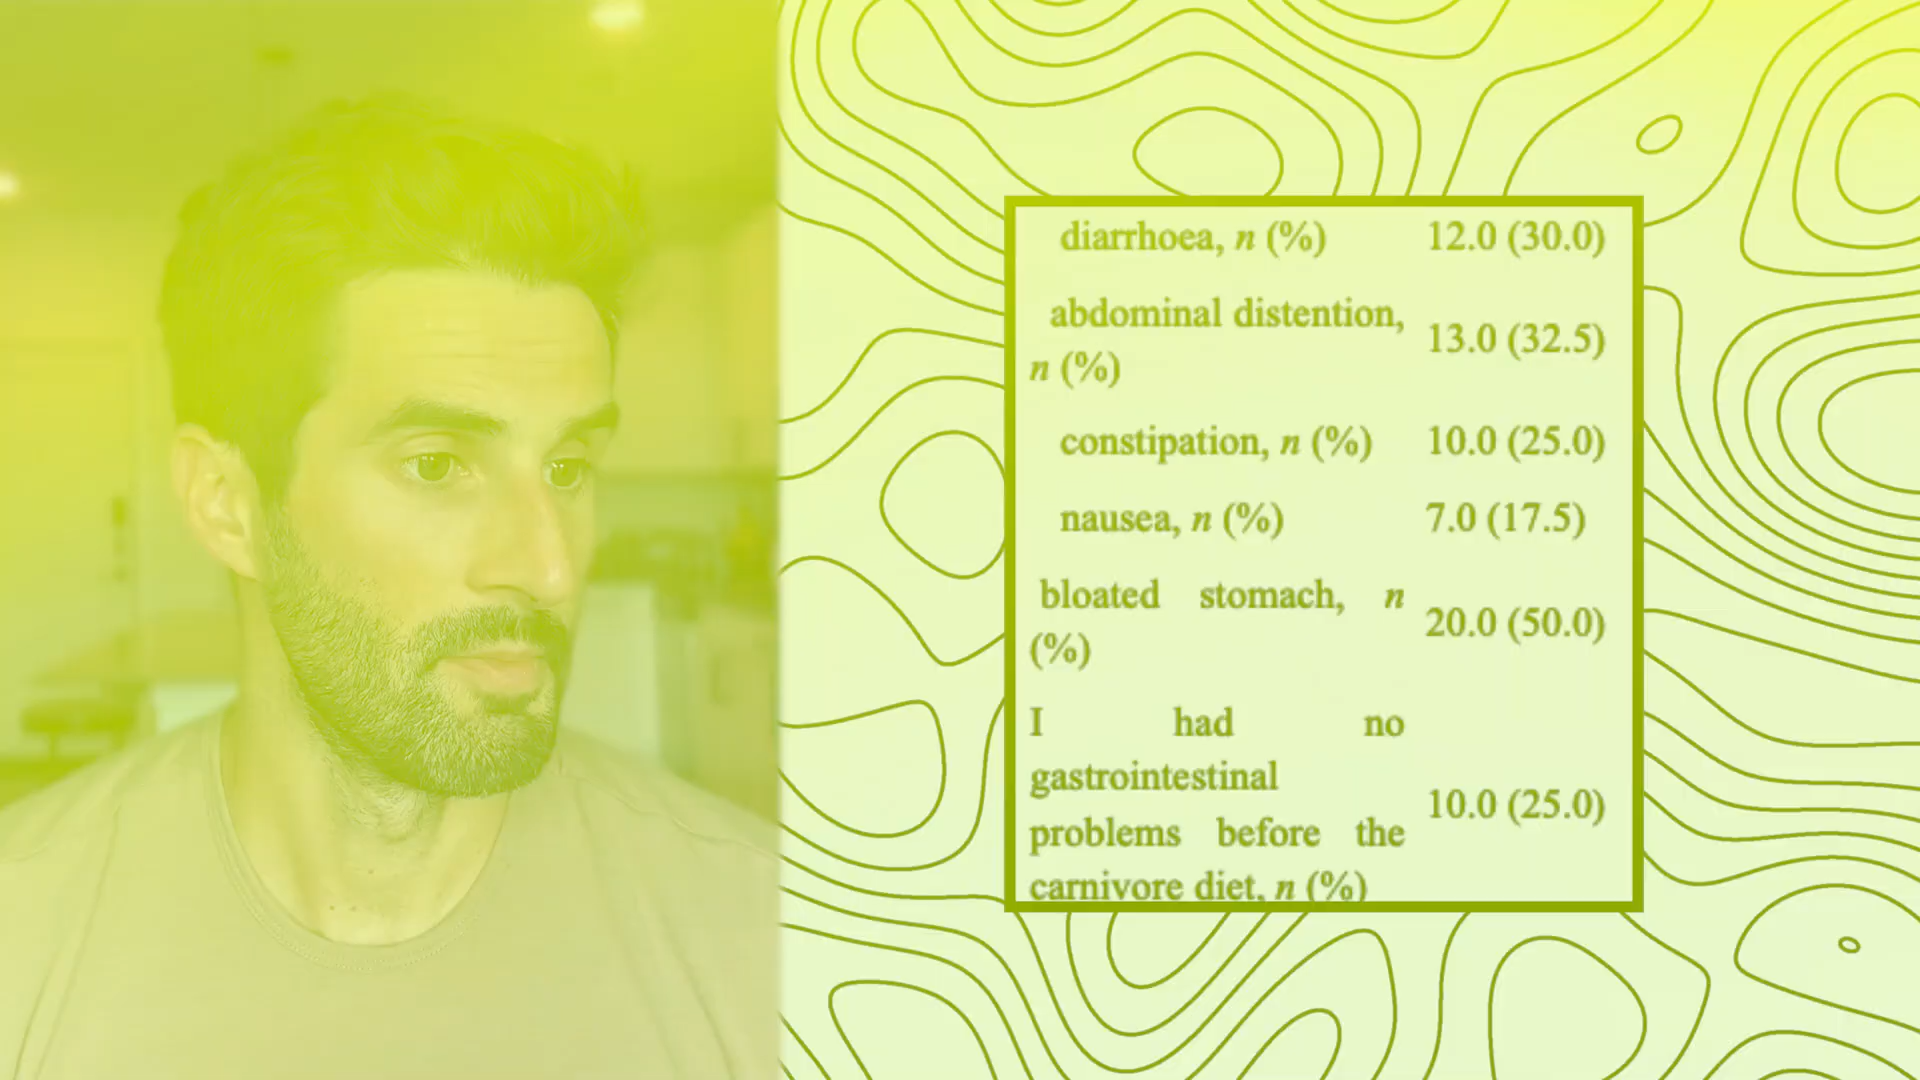 diarrhoea, n (%) 12.0 (30.0)
abdominal distention,
n (%) 13.0 (32.5)
constipation, n (%) 10.0 (25.0)
nausea, n (%) 7.0 (17.5)
bloated stomach, n
(%) 20.0 (50.0)
I had no
gastrointestinal
problems before the 10.0 (25.0)
carnivore diet, n (%)